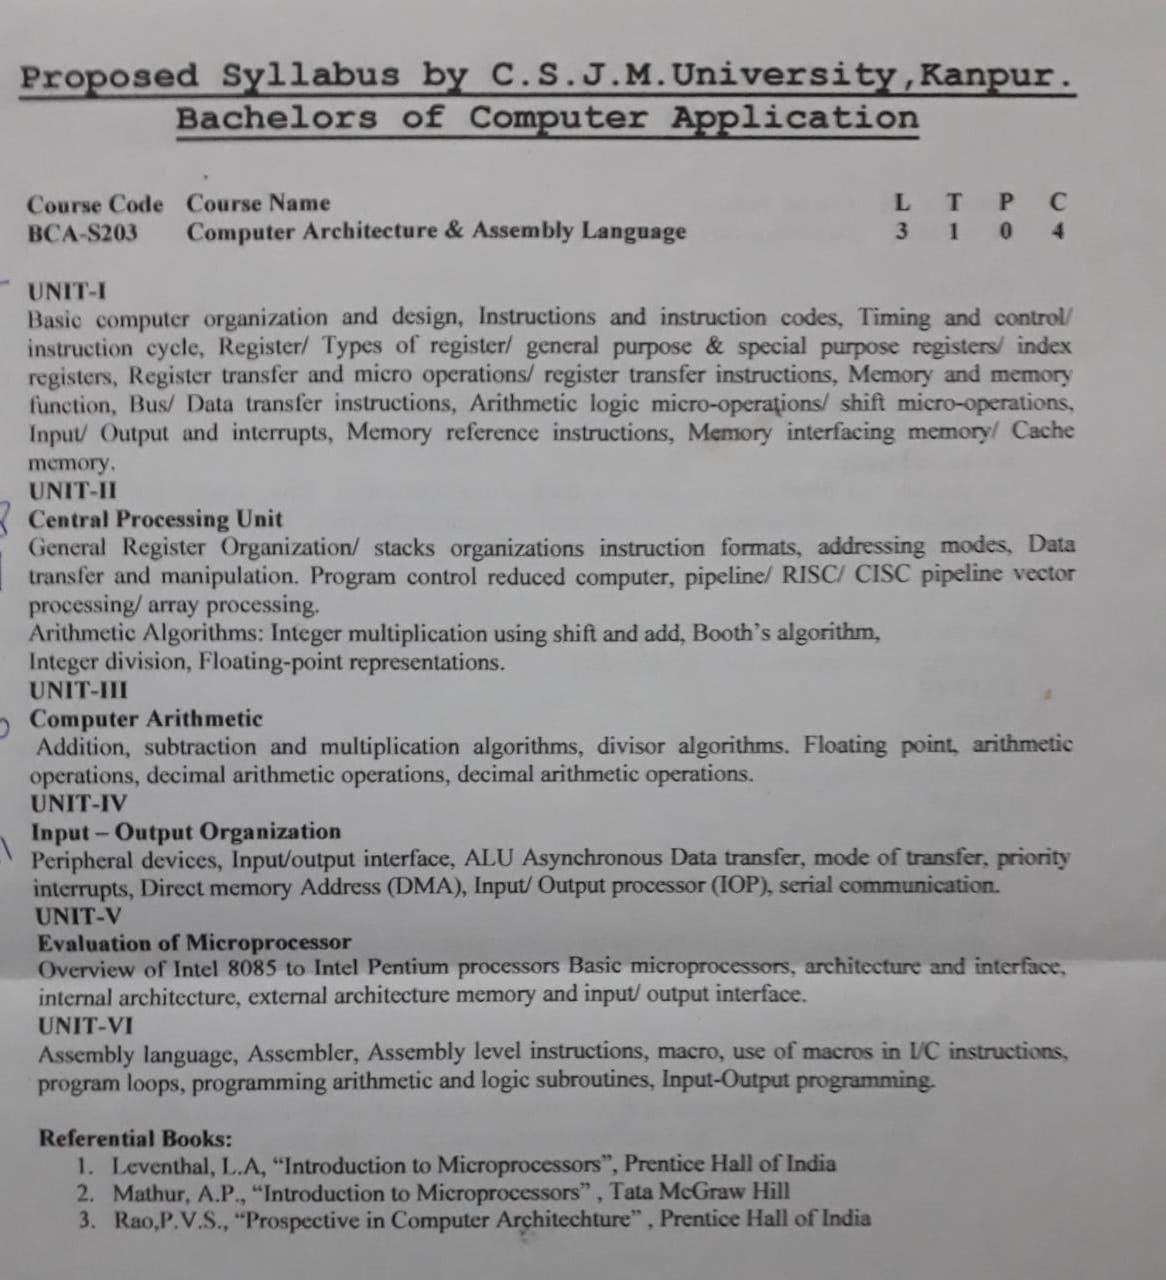 Proposed Syllabus by C.S.J.M.University,Kanpur.
Bachelors of Computer Application
Course Code Course Name L T P C
BCA-S203 Computer Architecture & Assembly Language 3 1 0 4
UNIT-I
Basic computer organization and design, Instructions and instruction codes, Timing and control/
instruction cycle, Register/ Types of register/ general purpose & special purpose registers/ index
registers, Register transfer and micro operations/ register transfer instructions, Memory and memory
function, Bus/ Data transfer instructions, Arithmetic logic micro-operations/ shift micro-operations,
Input/ Output and interrupts, Memory reference instructions, Memory interfacing memory/ Cache
memory.
UNIT-II
Central Processing Unit
General Register Organization/ stacks organizations instruction formats, addressing modes, Data
transfer and manipulation. Program control reduced computer, pipeline/ RISC/ CISC pipeline vector
processing/ array processing.
Arithmetic Algorithms: Integer multiplication using shift and add, Booth's algorithm,
Integer division, Floating-point representations.
UNIT-III
Computer Arithmetic
Addition, subtraction and multiplication algorithms, divisor algorithms. Floating point, arithmetic
operations, decimal arithmetic operations, decimal arithmetic operations.
UNIT-IV
Input – Output Organization
Peripheral devices, Input/output interface, ALU Asynchronous Data transfer, mode of transfer, priority
interrupts, Direct memory Address (DMA), Input/ Output processor (IOP), serial communication.
UNIT-V
Evaluation of Microprocessor
Overview of Intel 8085 to Intel Pentium processors Basic microprocessors, architecture and interface,
internal architecture, external architecture memory and input/ output interface.
UNIT-VI
Assembly language, Assembler, Assembly level instructions, macro, use of macros in I/C instructions,
program loops, programming arithmetic and logic subroutines, Input-Output programming.
Referential Books:
1. Leventhal, L.A, “Introduction to Microprocessors”, Prentice Hall of India
2. Mathur, A.P., “Introduction to Microprocessors” , Tata McGraw Hill
3. Rao,P.V.S., “Prospective in Computer Architechture” , Prentice Hall of India